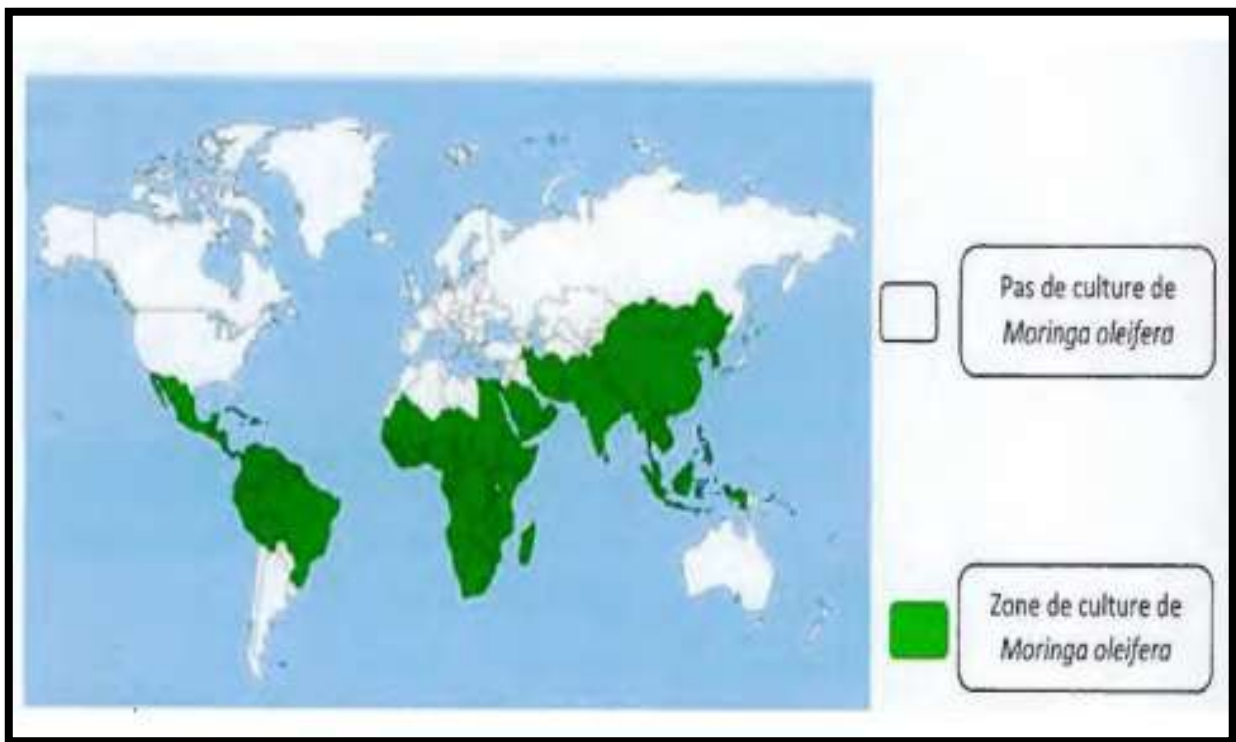 Pas de culture de
Moringa oleifera
Zone de culture de
Moringa oleifera